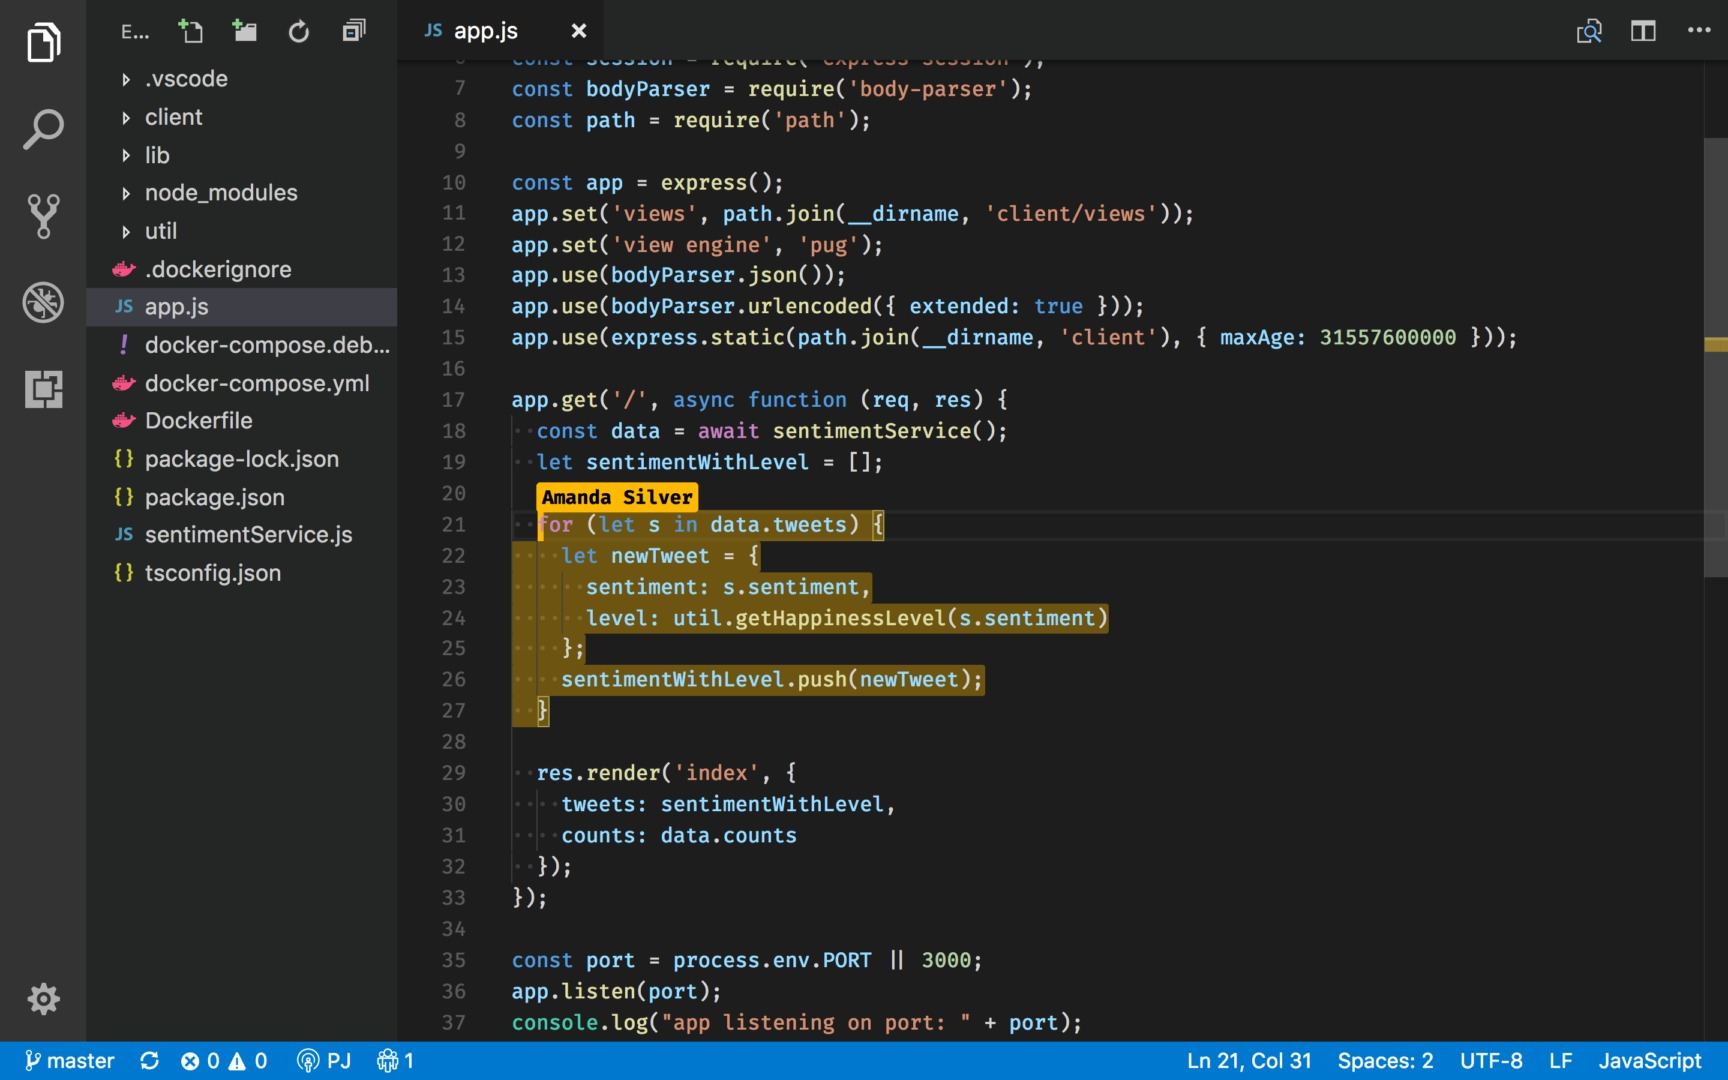 E...
.vscode
client
lib
node_modules
util
.dockerignore
JS app.js
! docker-compose.deb...
docker-compose.yml
Dockerfile
{} package-lock.json
{} package.json
JS sentimentService.js
{} tsconfig.json
JS app.js ×
6 const session = require('express-session');
7 const bodyParser = require('body-parser');
8 const path = require('path');
9
10 const app = express();
11 app.set('views', path.join(__dirname, 'client/views'));
12 app.set('view engine', 'pug');
13 app.use(bodyParser.json());
14 app.use(bodyParser.urlencoded({ extended: true }));
15 app.use(express.static(path.join(__dirname, 'client'), { maxAge: 31557600000 }));
16
17 app.get('/', async function (req, res) {
18 const data = await sentimentService();
19 let sentimentWithLevel = [];
20 Amanda Silver
21 for (let s in data.tweets) {
22 let newTweet = {
23 sentiment: s.sentiment,
24 level: util.getHappinessLevel(s.sentiment)
25 };
26 sentimentWithLevel.push(newTweet);
27 }
28
29 res.render('index', {
30 tweets: sentimentWithLevel,
31 counts: data.counts
32 });
33 });
34
35 const port = process.env.PORT || 3000;
36 app.listen(port);
37 console.log("app listening on port: " + port);
master 0 0 PJ 1 Ln 21, Col 31 Spaces: 2 UTF-8 LF JavaScript